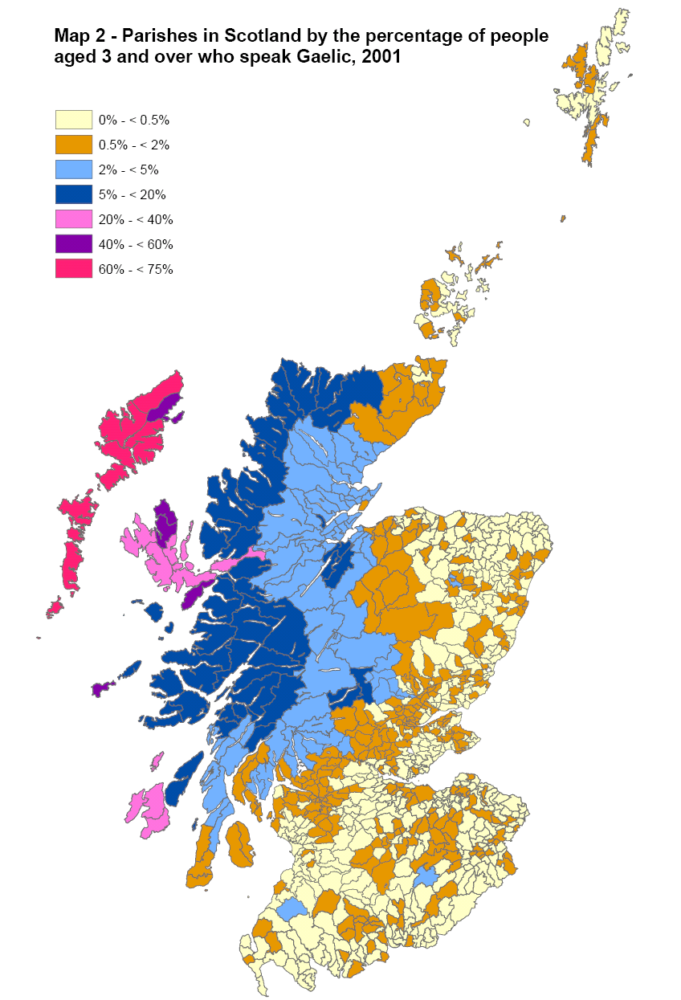 Map 2 - Parishes in Scotland by the percentage of people
aged 3 and over who speak Gaelic, 2001
0% - < 0.5%
0.5% - < 2%
2% - < 5%
5% - < 20%
20% - < 40%
40% - < 60%
60% - < 75%